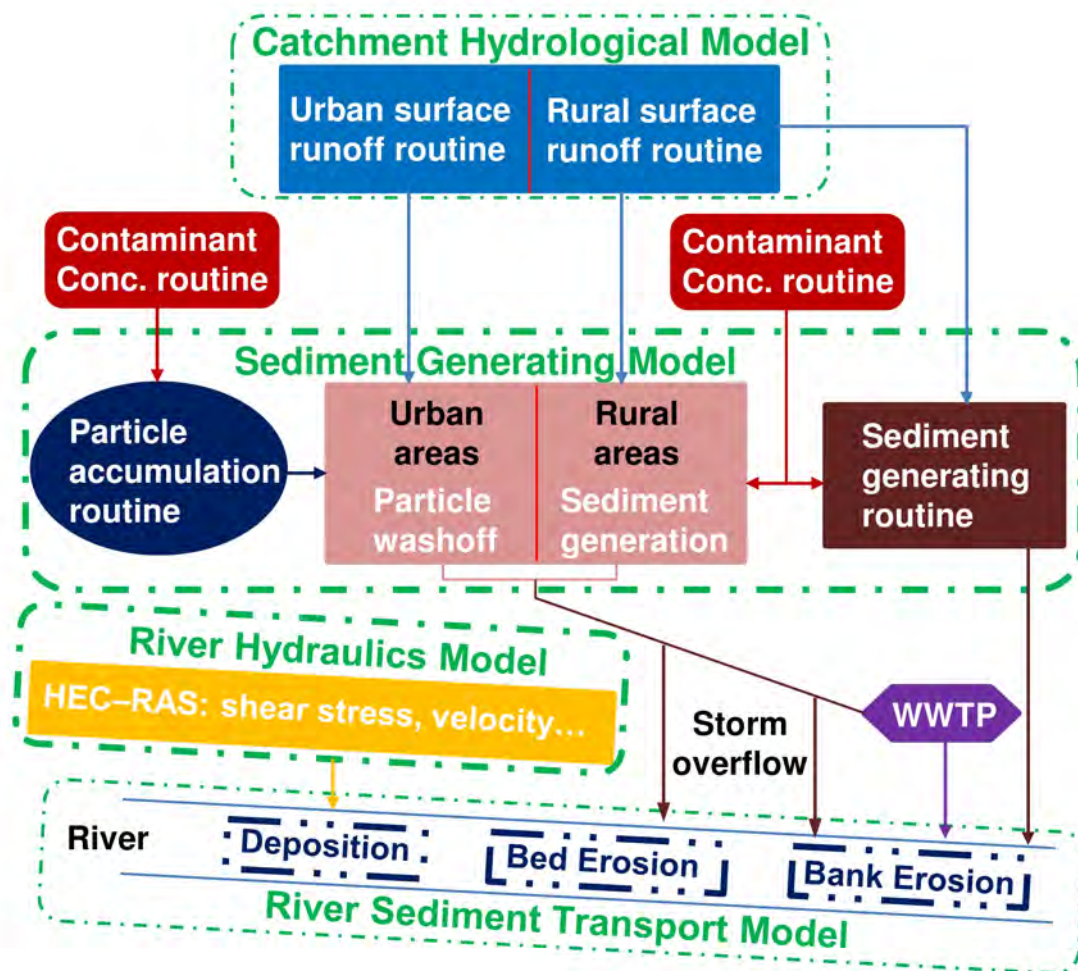 Catchment Hydrological Model
Urban surface
runoff routine
Rural surface
runoff routine
Contaminant
Conc. routine
Contaminant
Conc. routine
Sediment Generating Model
Particle
accumulation
routine
Urban
areas
Particle
washoff
Rural
areas
Sediment
generation
Sediment
generating
routine
River Hydraulics Model
HEC–RAS: shear stress, velocity…
WWTP
Storm
overflow
River
Deposition
Bed Erosion
Bank Erosion
River Sediment Transport Model